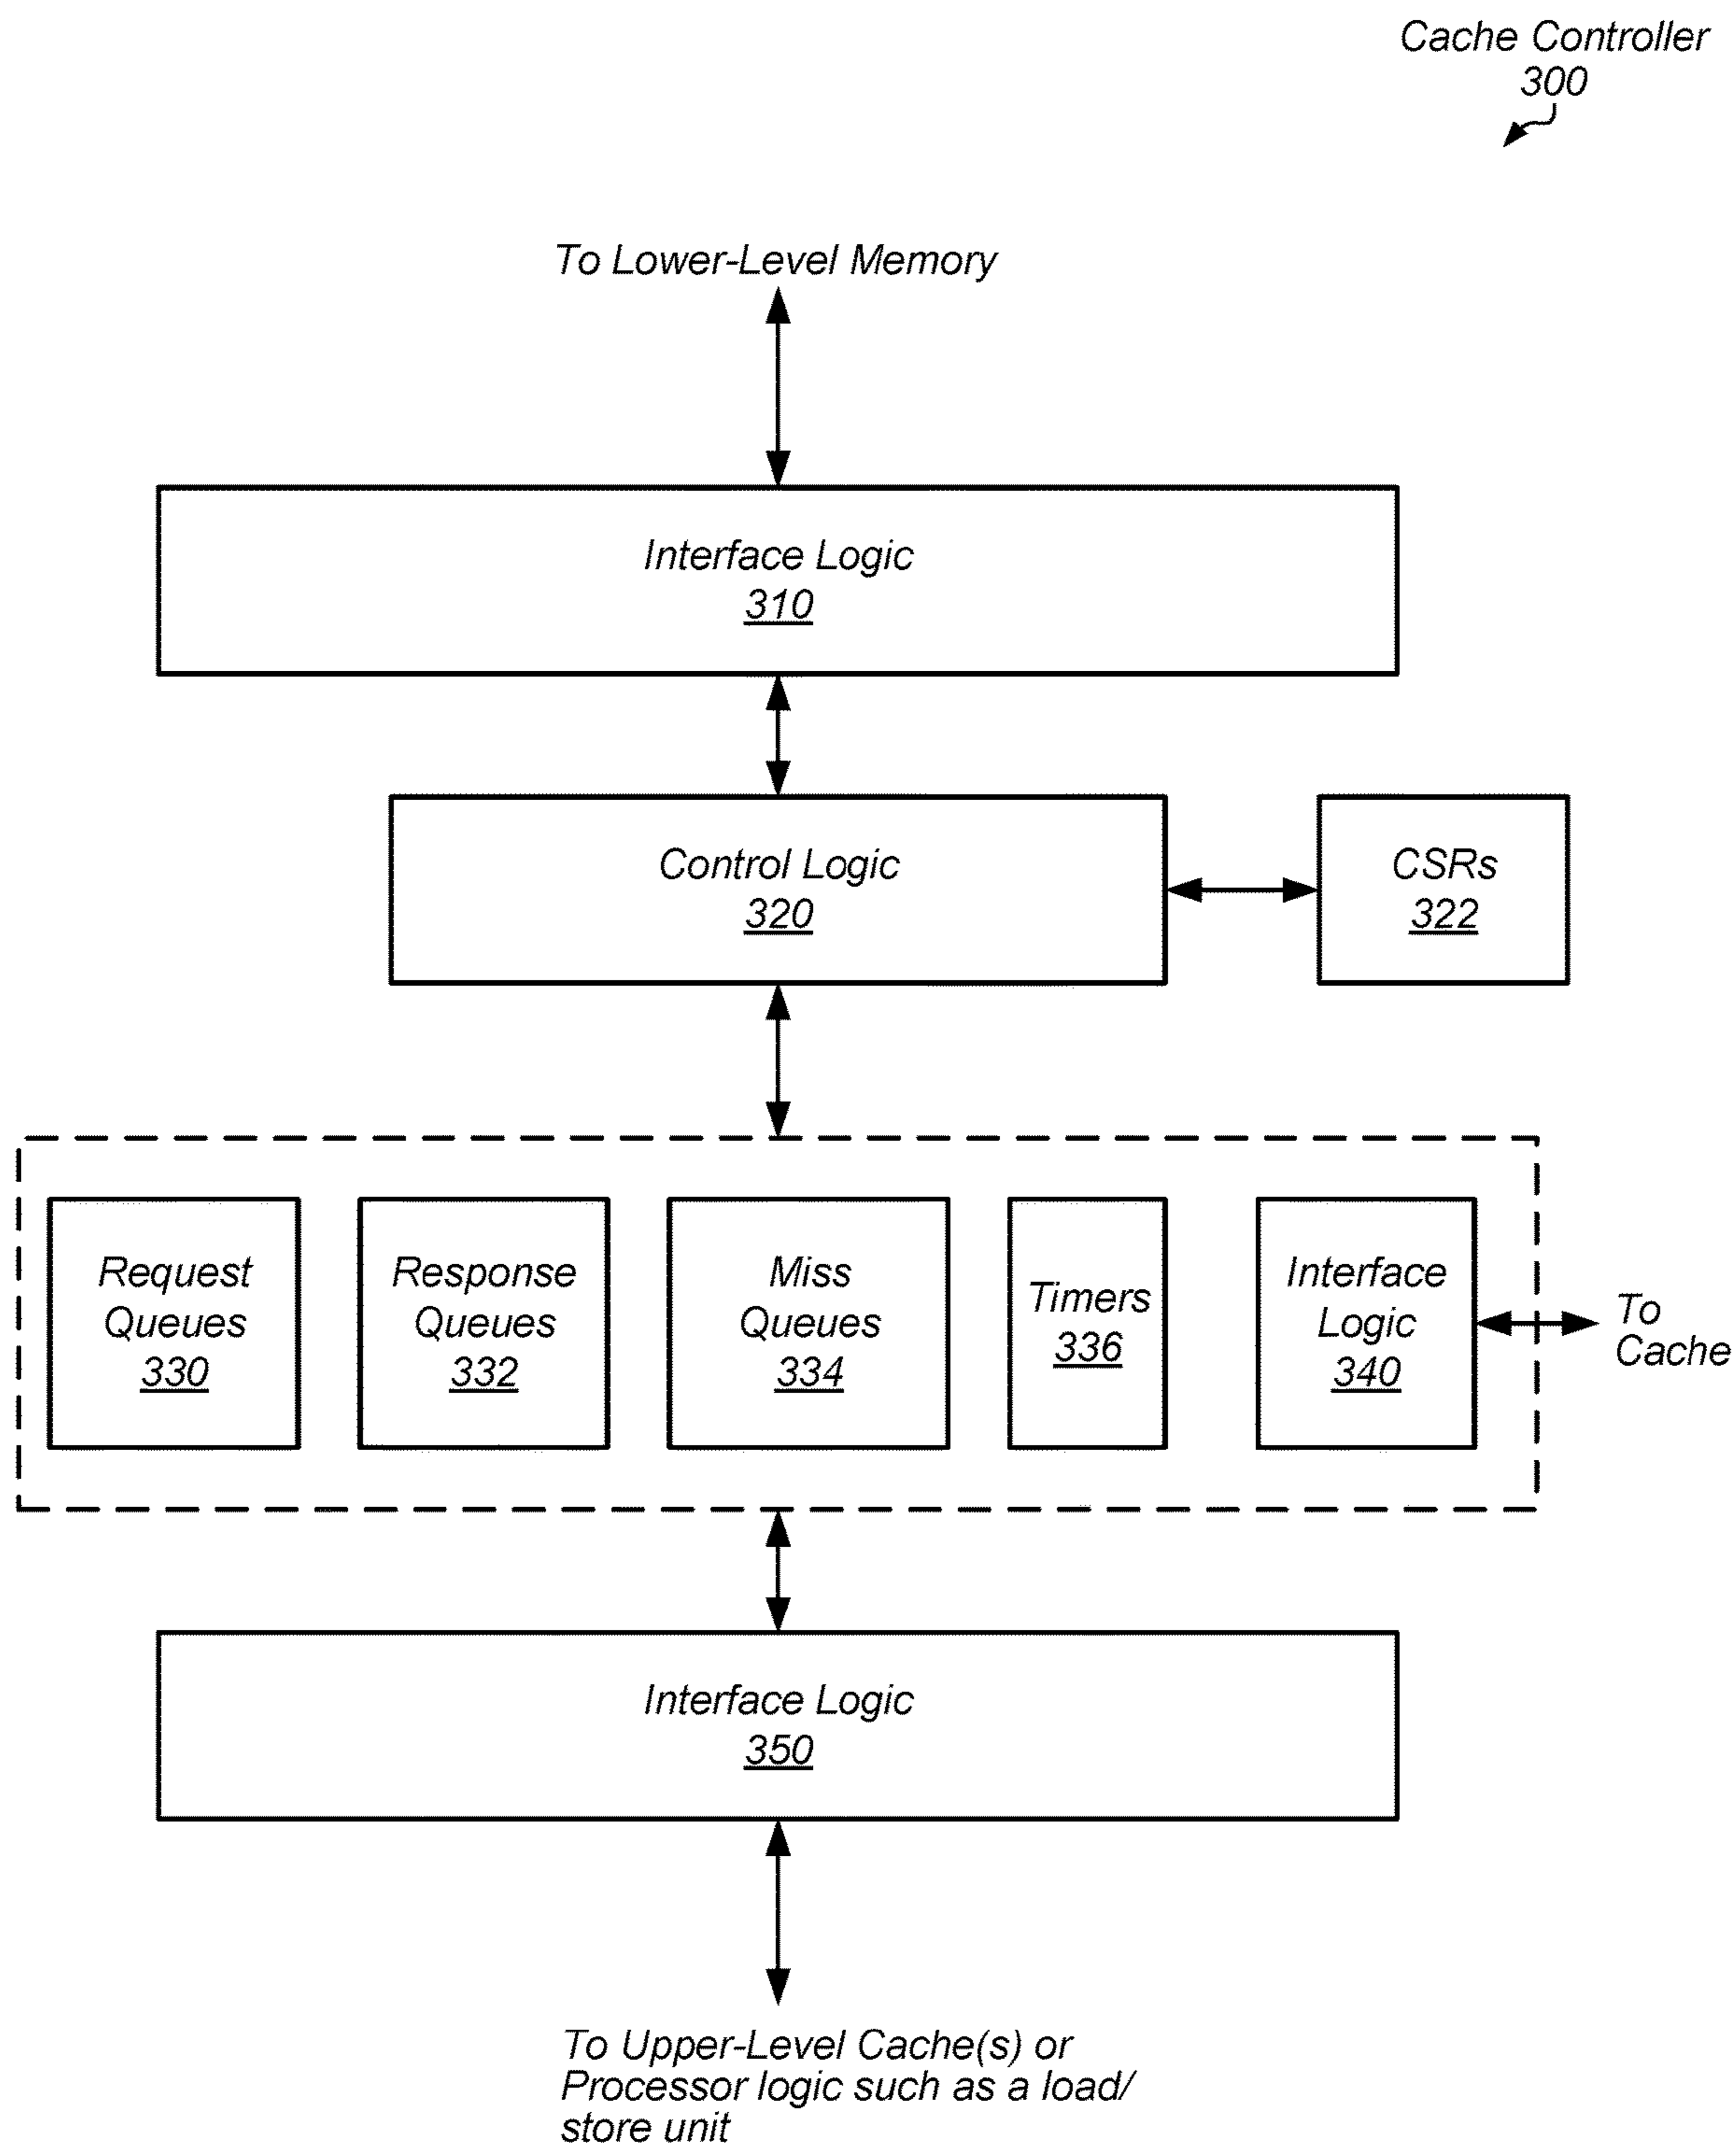 Cache Controller
300
To Lower-Level Memory
Interface Logic
310
Control Logic
320
CSRs
322
Request
Queues
330
Response
Queues
332
Miss
Queues
334
Timers
336
Interface
Logic
340
To
Cache
Interface Logic
350
To Upper-Level Cache(s) or
Processor logic such as a load/
store unit